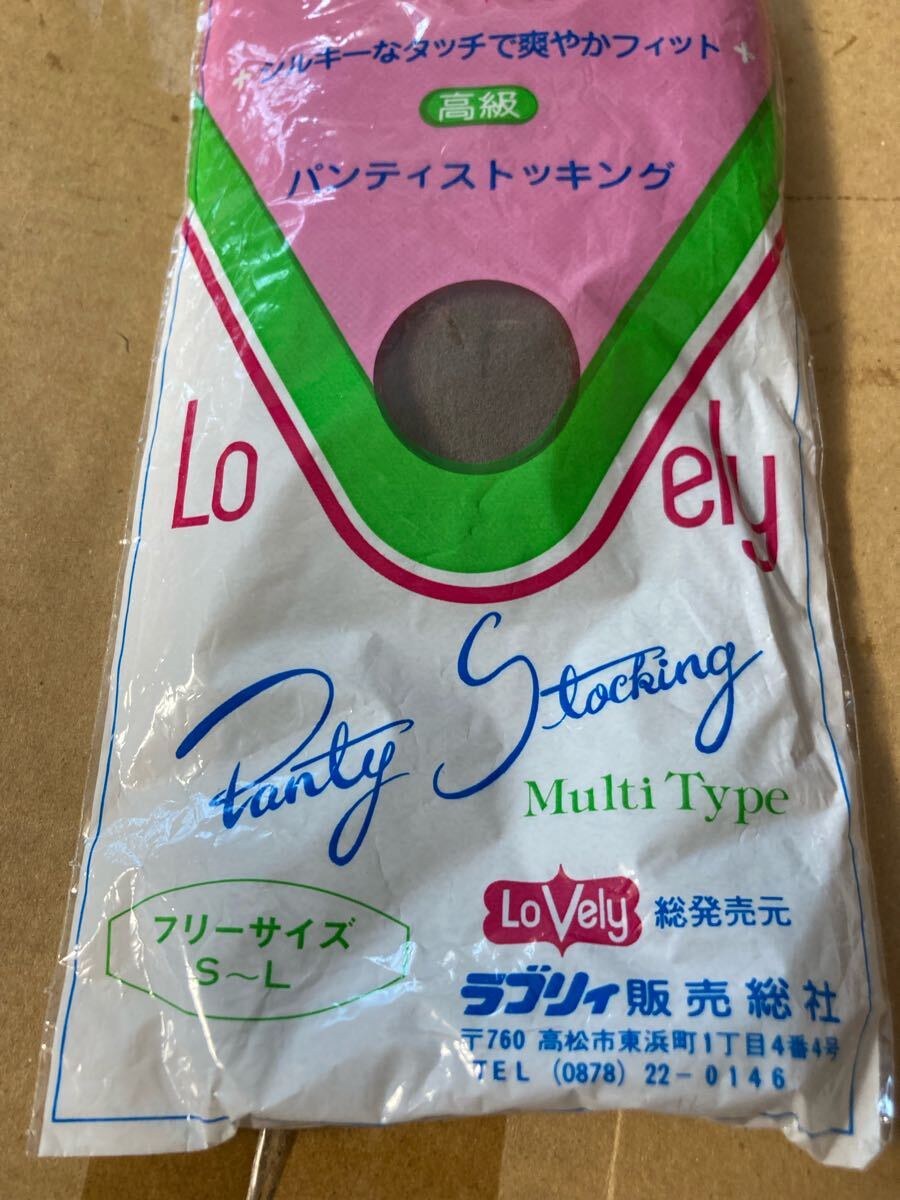 シルキーなタッチで爽やかフィット
高級
パンティストッキング
LoVely
Panty Stocking
Multi Type
フリーサイズ
S〜L
LoVely 総発売元
ラブリィ販売総社
〒760 高松市東浜町1丁目4番4号
TEL (0878) 22-0146